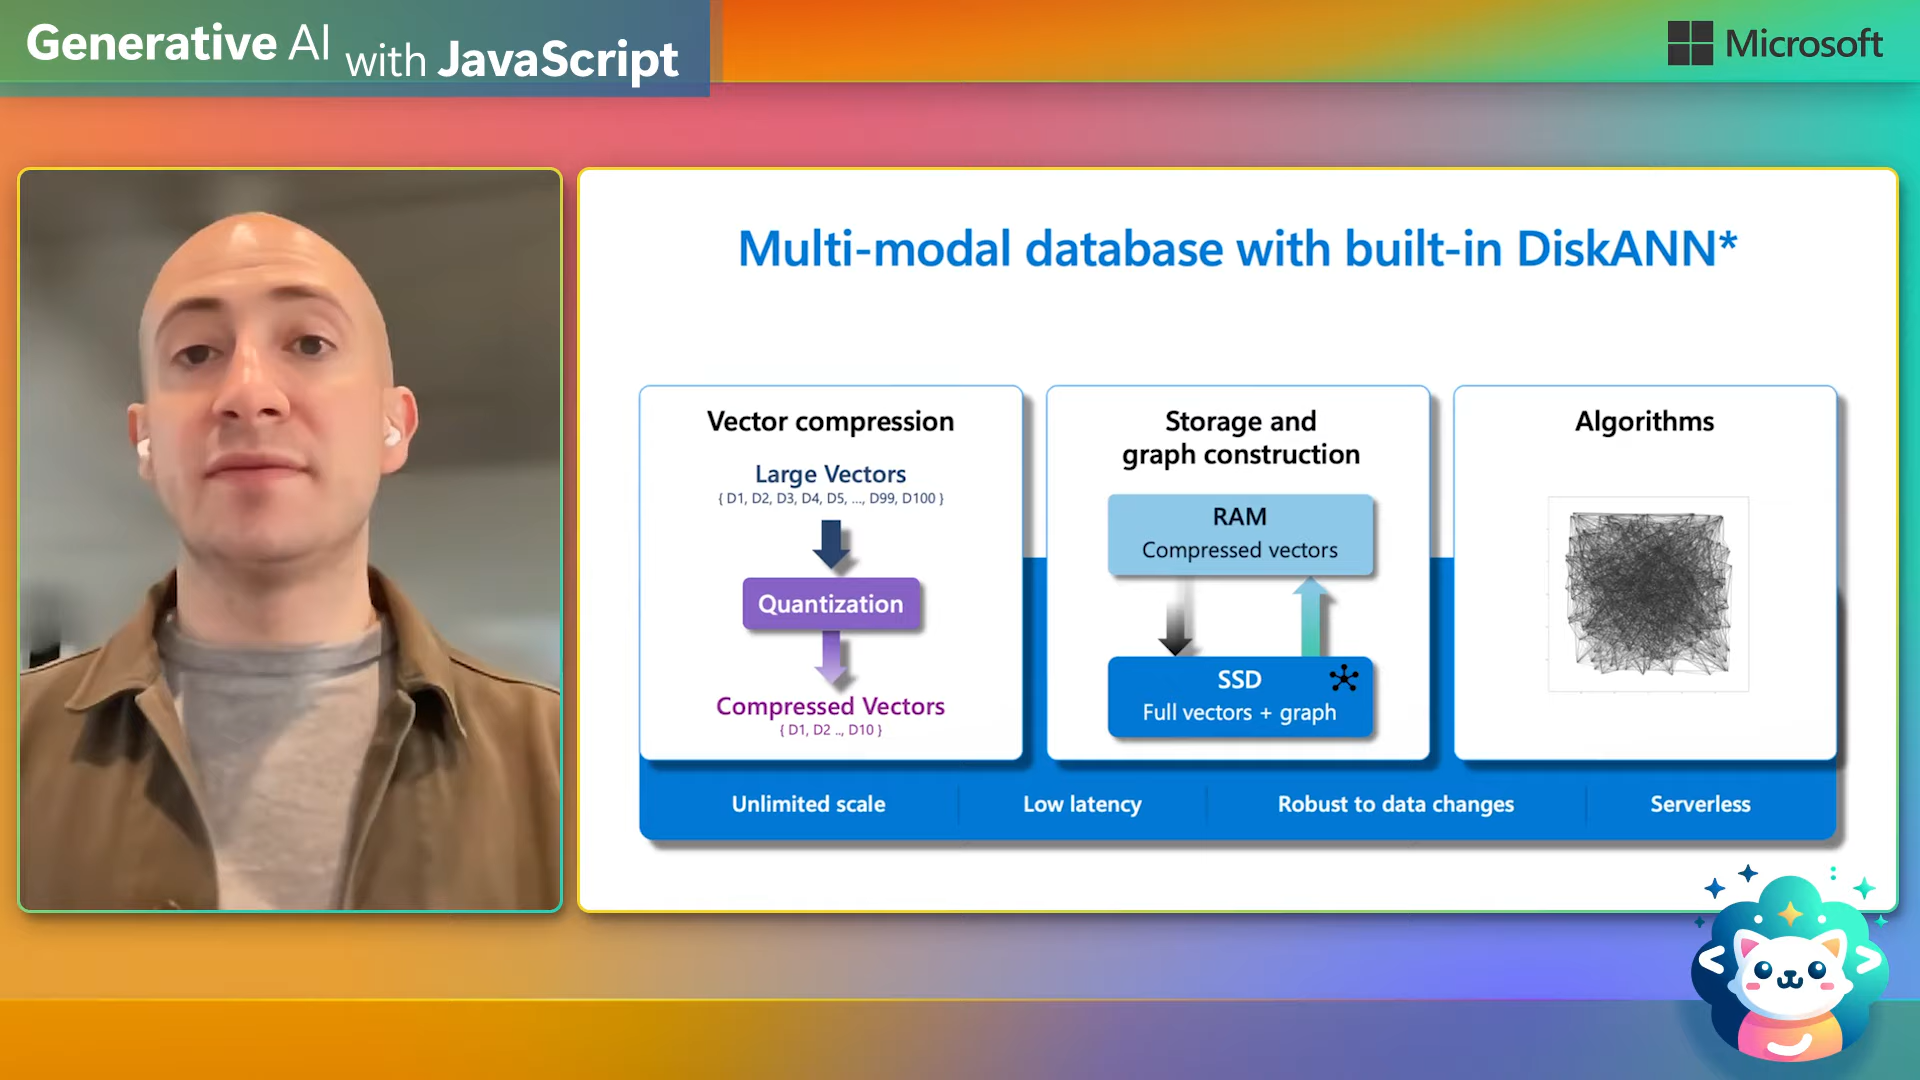 Generative AI with JavaScript
Microsoft
Multi-modal database with built-in DiskANN*
Vector compression
Large Vectors
{ D1, D2, D3, D4, D5, ..., D99, D100 }
Quantization
Compressed Vectors
{ D1, D2 .., D10 }
Storage and
graph construction
RAM
Compressed vectors
SSD
Full vectors + graph
Algorithms
Unlimited scale
Low latency
Robust to data changes
Serverless
< >